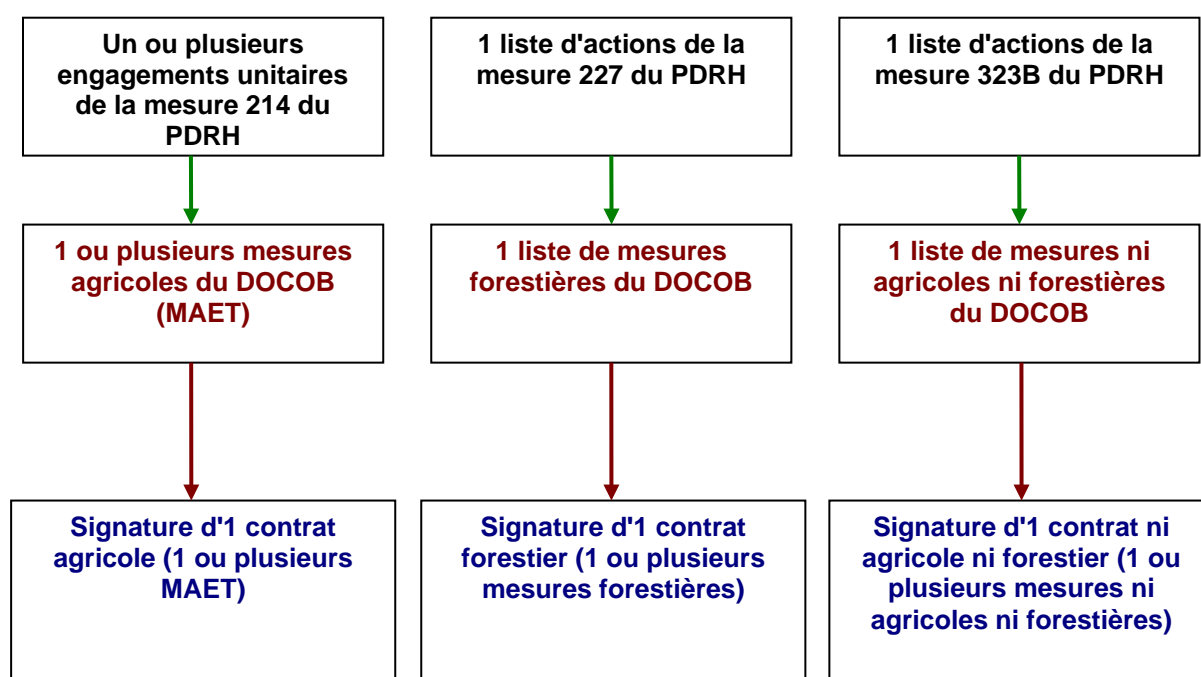 Un ou plusieurs
engagements unitaires
de la mesure 214 du
PDRH
1 liste d'actions de la
mesure 227 du PDRH
1 liste d'actions de la
mesure 323B du PDRH
1 ou plusieurs mesures
agricoles du DOCOB
(MAET)
1 liste de mesures
forestières du DOCOB
1 liste de mesures ni
agricoles ni forestières
du DOCOB
Signature d'1 contrat
agricole (1 ou plusieurs
MAET)
Signature d'1 contrat
forestier (1 ou plusieurs
mesures forestières)
Signature d'1 contrat ni
agricole ni forestier (1 ou
plusieurs mesures ni
agricoles ni forestières)